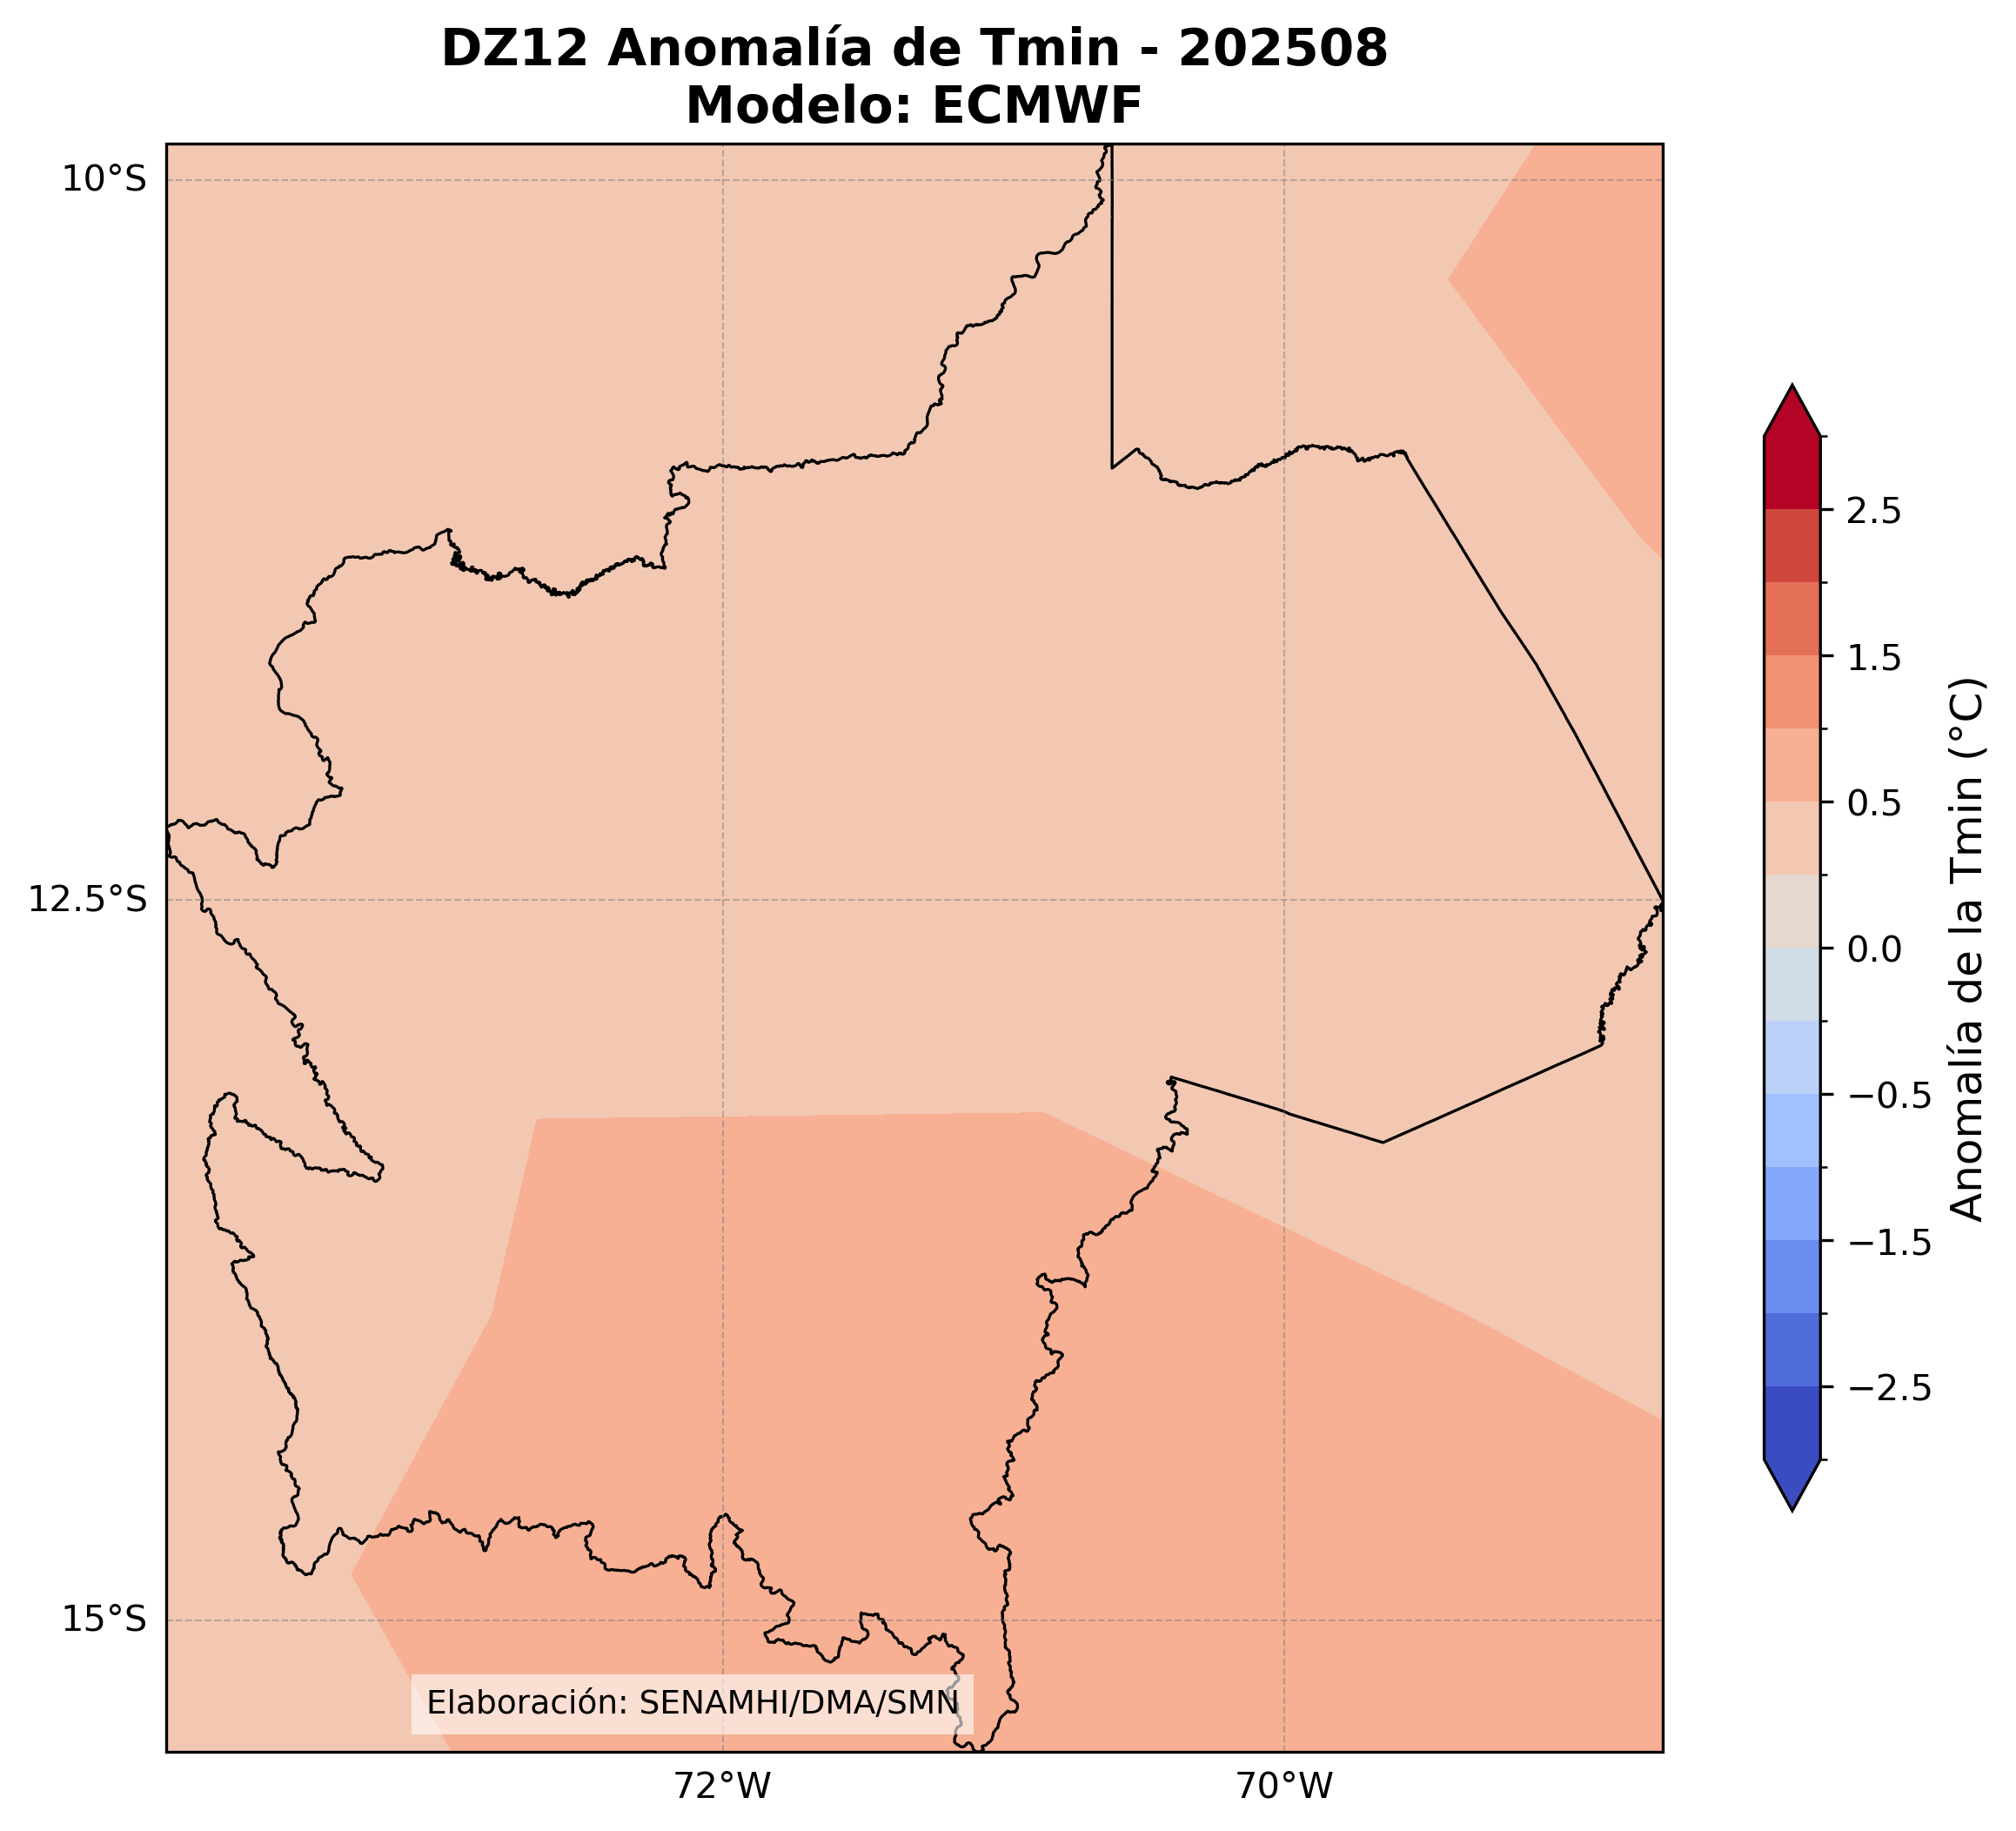 DZ12 Anomalía de Tmin - 202508
Modelo: ECMWF
10°S
12.5°S
15°S
72°W
70°W
Elaboración: SENAMHI/DMA/SMN
2.5
1.5
0.5
0.0
−0.5
−1.5
−2.5
Anomalía de la Tmin (°C)